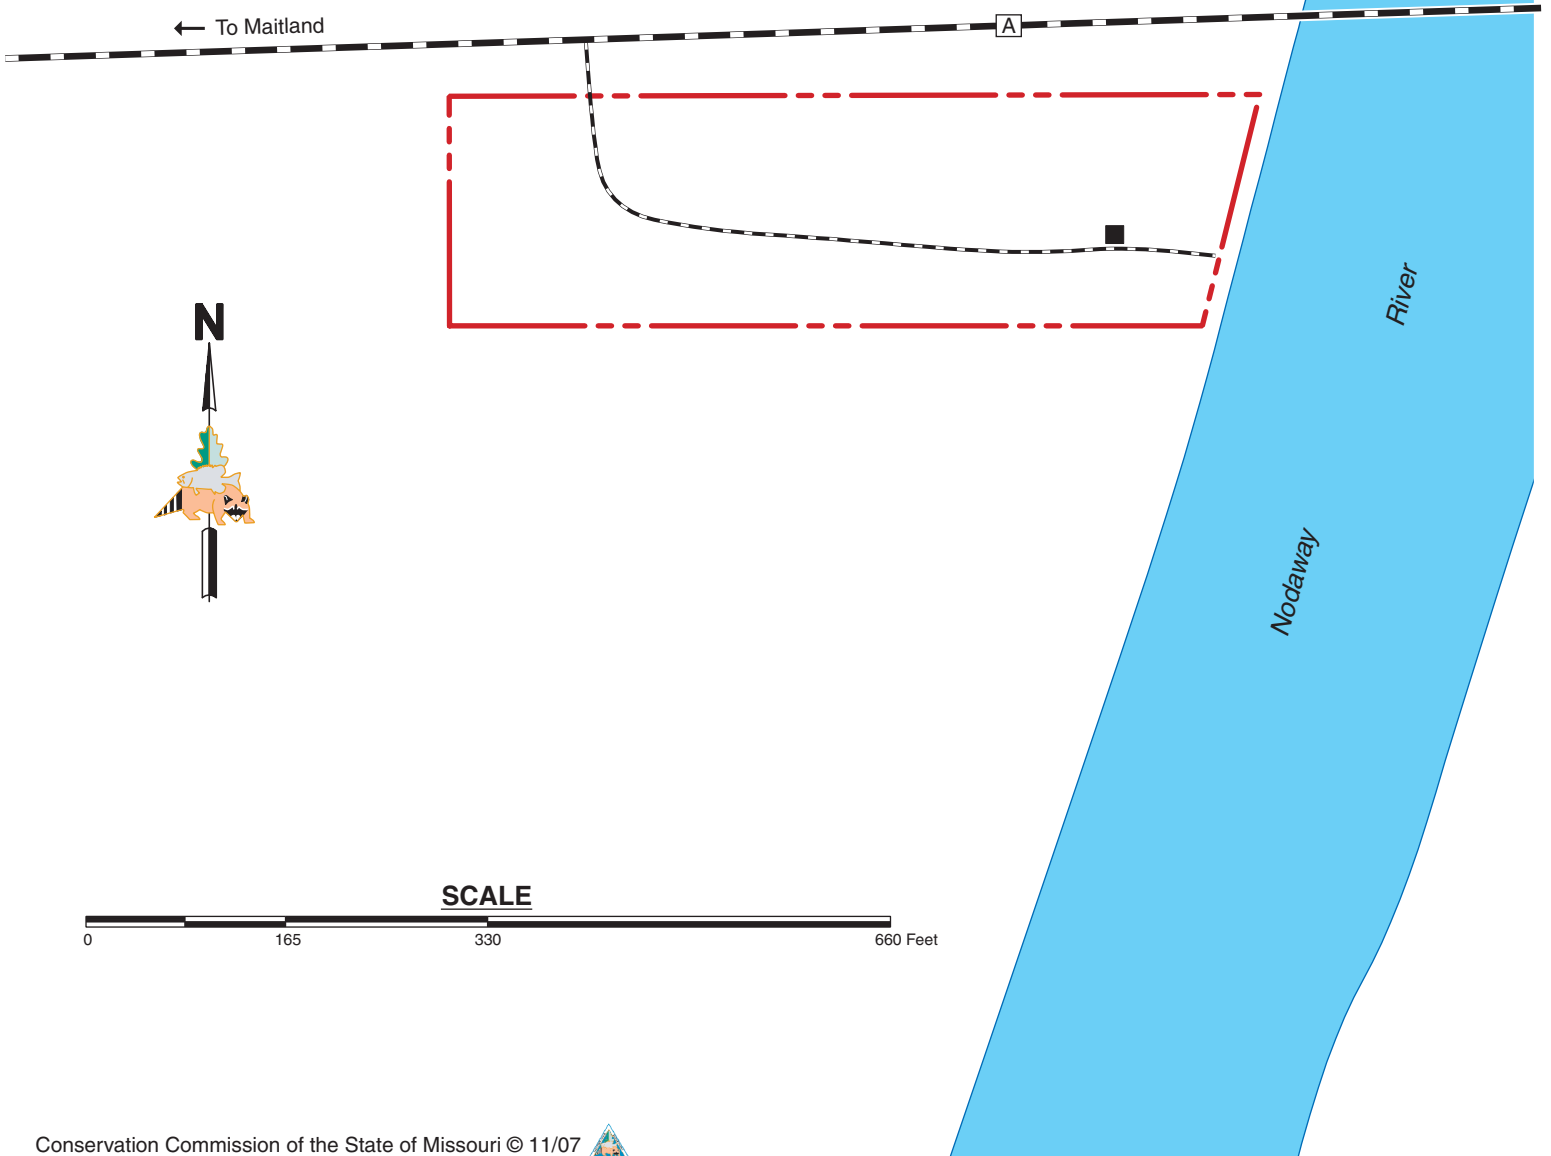 To Maitland
A
River
N
Nodaway
SCALE
0 165 330 660 Feet
Conservation Commission of the State of Missouri © 11/07